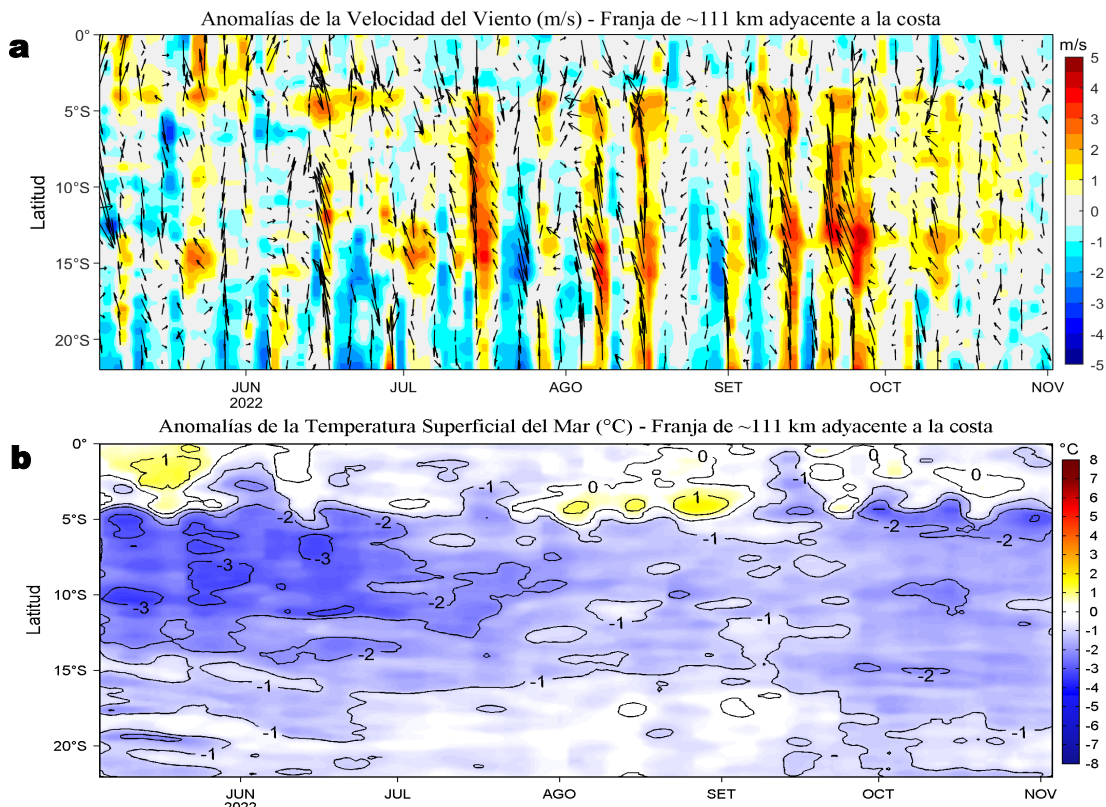 Anomalías de la Velocidad del Viento (m/s) - Franja de ~111 km adyacente a la costa
a
m/s
0°
5°S
10°S
15°S
20°S
Latitud
5
4
3
2
1
0
-1
-2
-3
-4
-5
JUN JUL AGO SET OCT NOV
2022
Anomalías de la Temperatura Superficial del Mar (°C) - Franja de ~111 km adyacente a la costa
b
°C
0°
5°S
10°S
15°S
20°S
Latitud
1 0 0 0
-1 0 1 -1
-2 -2 -1 -2
-3 -3
-3 -2 -1 -1
-2 -2
-1 -1
-1 -1 -1
8
7
6
5
4
3
2
1
0
-1
-2
-3
-4
-5
-6
-7
-8
JUN JUL AGO SET OCT NOV
2022